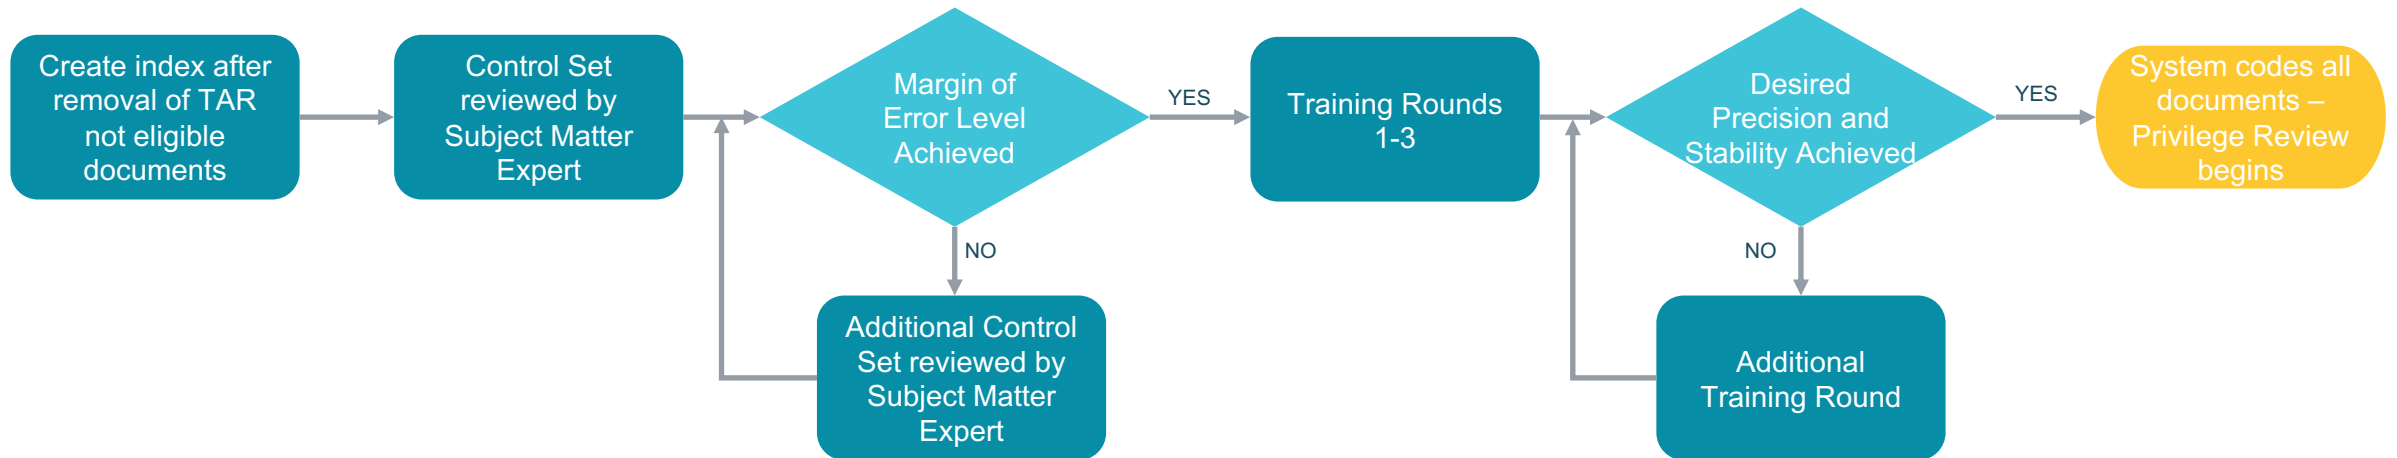 Create index after
removal of TAR
not eligible
documents
Control Set
reviewed by
Subject Matter
Expert
Margin of
Error Level
Achieved
YES
NO
Additional Control
Set reviewed by
Subject Matter
Expert
Training Rounds
1-3
Desired
Precision and
Stability Achieved
YES
NO
Additional
Training Round
System codes all
documents –
Privilege Review
begins